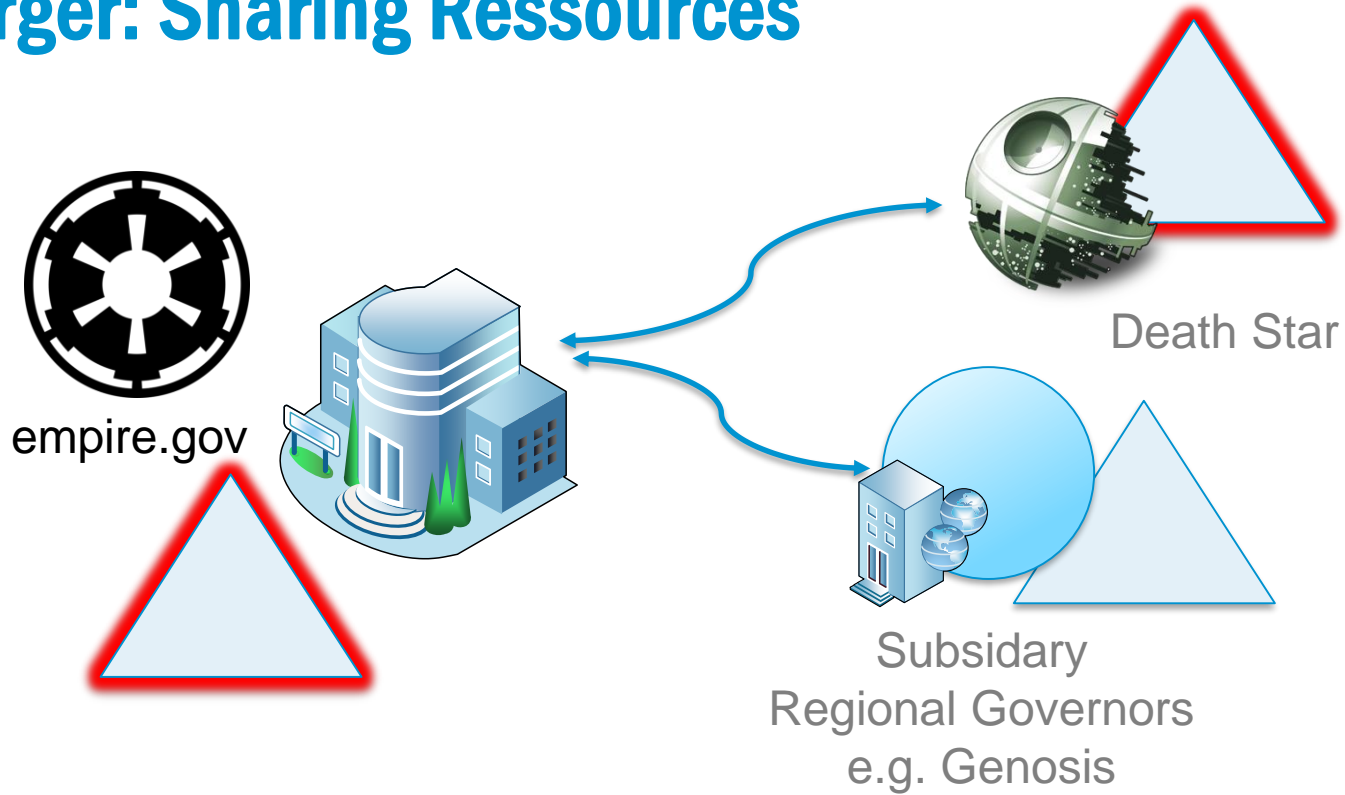 rger: Sharing Ressources
empire.gov
Death Star
Subsidary
Regional Governors
e.g. Genosis